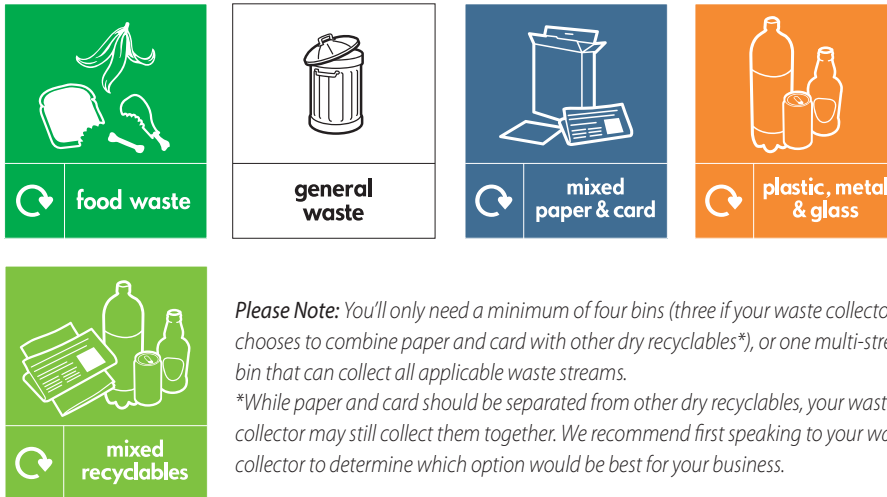 food waste
general
waste
mixed
paper & card
plastic, metal
& glass
mixed
recyclables
Please Note: You'll only need a minimum of four bins (three if your waste collecto
chooses to combine paper and card with other dry recyclables*), or one multi-stre
bin that can collect all applicable waste streams.
*While paper and card should be separated from other dry recyclables, your wast
collector may still collect them together. We recommend first speaking to your wa
collector to determine which option would be best for your business.